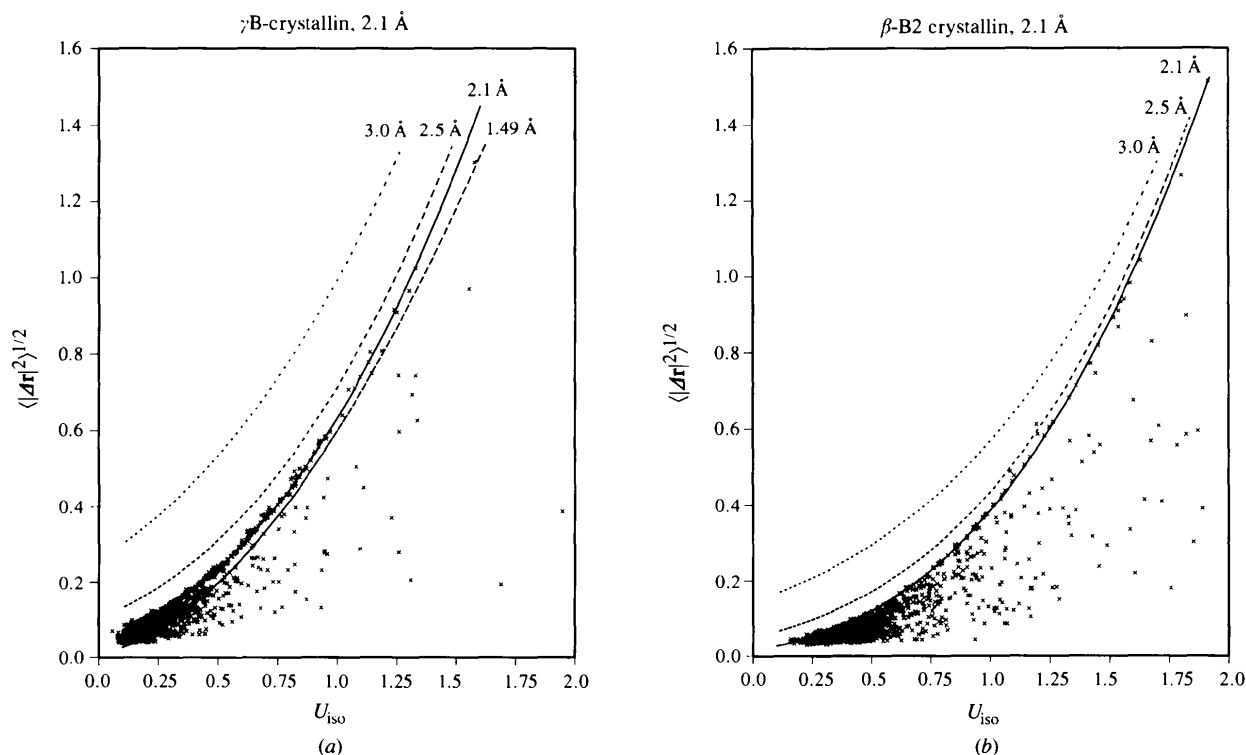 γB-crystallin, 2.1 Å
1.6
1.4
1.2
1.0
0.8
0.6
0.4
0.2
0.0
⟨|Δr|²⟩¹ᐟ²
3.0 Å
2.5 Å
2.1 Å
1.49 Å
0.0 0.25 0.5 0.75 1.0 1.25 1.5 1.75 2.0
U_iso
(a)
β-B2 crystallin, 2.1 Å
1.6
1.4
1.2
1.0
0.8
0.6
0.4
0.2
0.0
⟨|Δr|²⟩¹ᐟ²
2.1 Å
2.5 Å
3.0 Å
0.0 0.25 0.5 0.75 1.0 1.25 1.5 1.75 2.0
U_iso
(b)